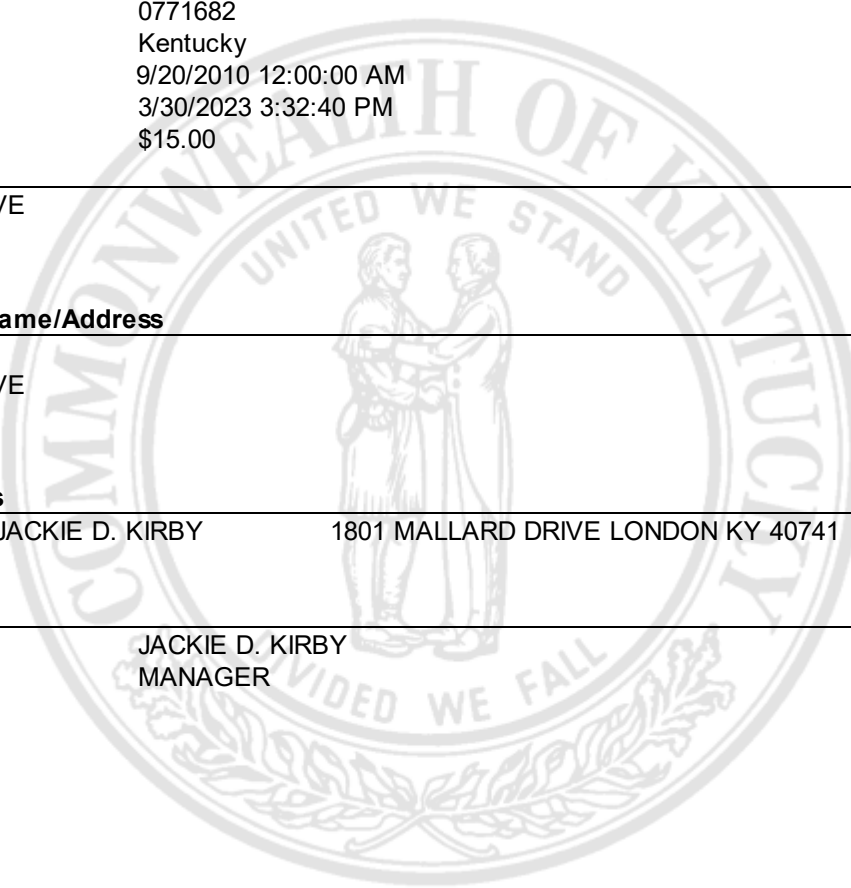 0771682
Kentucky
9/20/2010 12:00:00 AM
3/30/2023 3:32:40 PM
$15.00
VE
ame/Address
VE
s
JACKIE D. KIRBY 1801 MALLARD DRIVE LONDON KY 40741
JACKIE D. KIRBY
MANAGER
COMMONWEALTH OF KENTUCKY
UNITED WE STAND
DIVIDED WE FALL